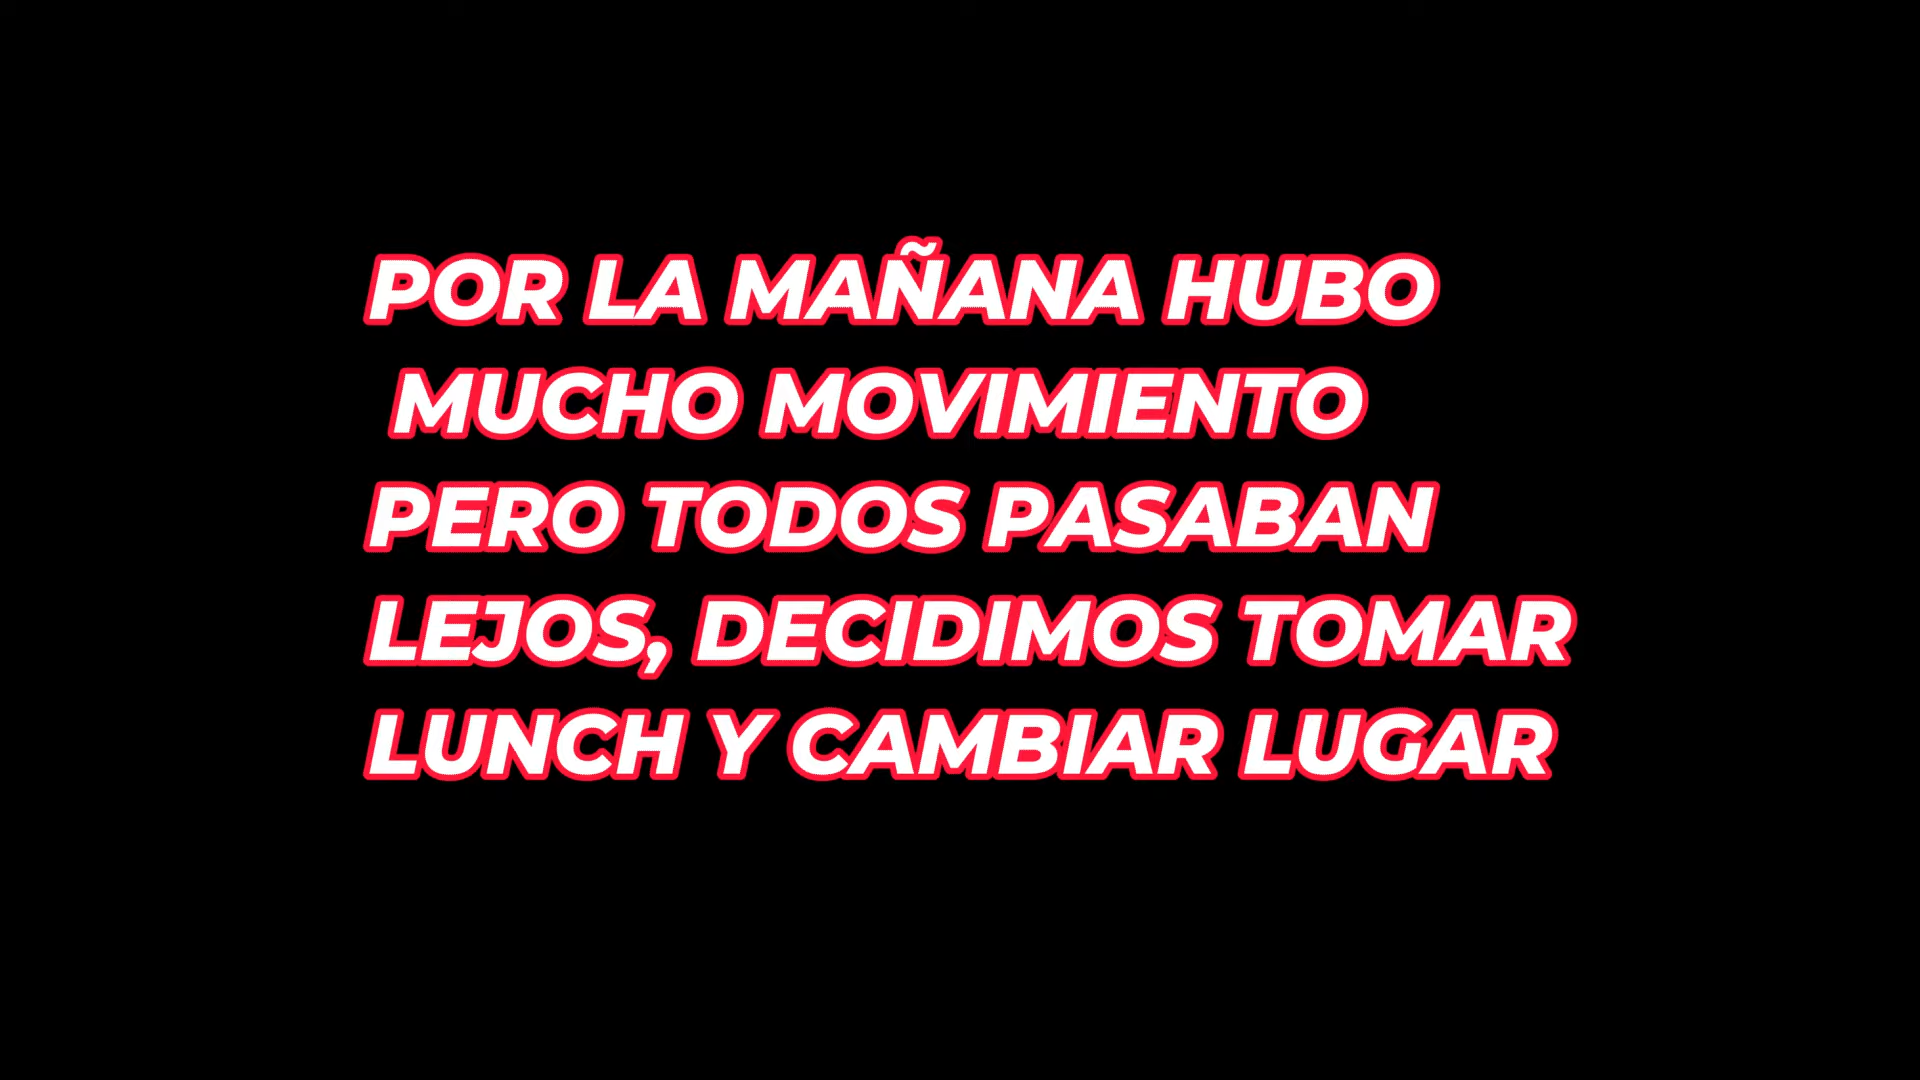 POR LA MAÑANA HUBO
MUCHO MOVIMIENTO
PERO TODOS PASABAN
LEJOS, DECIDIMOS TOMAR
LUNCH Y CAMBIAR LUGAR